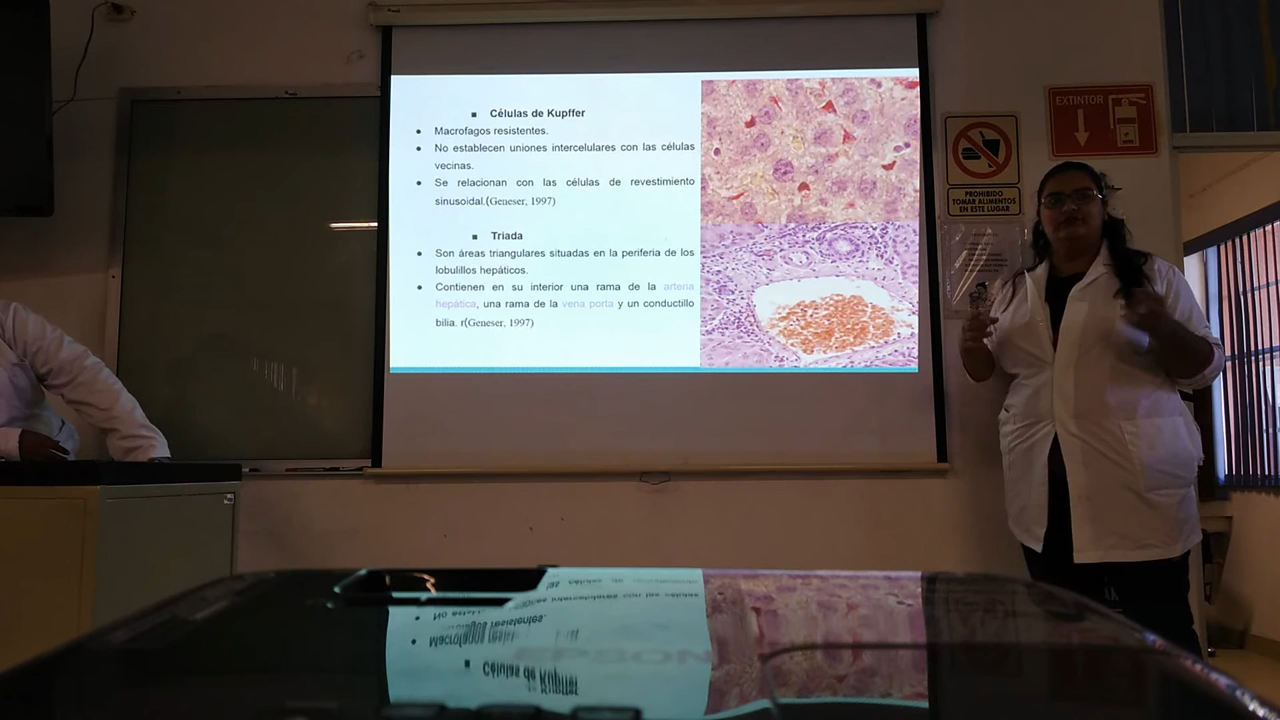 Células de Kupffer
Macrofagos resistentes.
No establecen uniones intercelulares con las células
vecinas.
Se relacionan con las células de revestimiento
sinusoidal.(Geneser, 1997)
Triada
Son áreas triangulares situadas en la periferia de los
lobulillos hepáticos.
Contienen en su interior una rama de la arteria
hepática, una rama de la vena porta y un conductillo
bilia. r(Geneser, 1997)
EXTINTOR
PROHIBIDO
TOMAR ALIMENTOS
EN ESTE LUGAR
EPSON